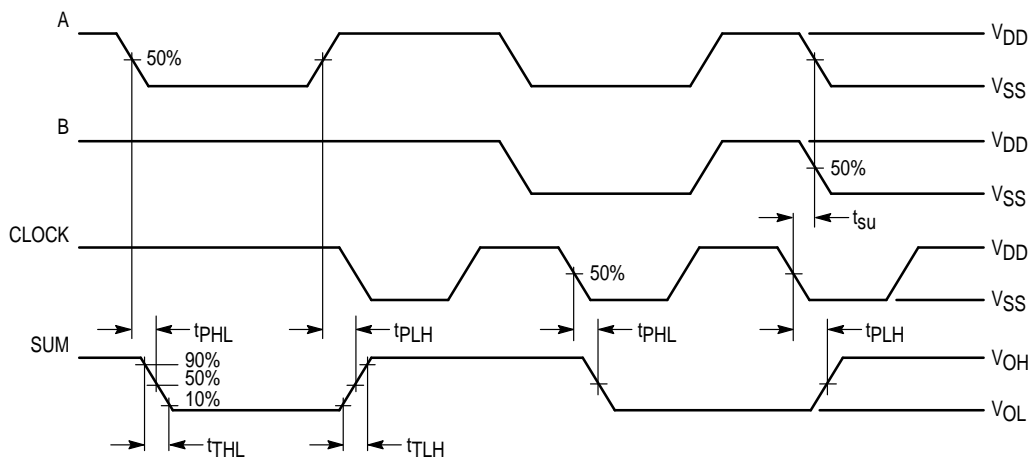 A
50%
VDD
VSS
B
VDD
50%
VSS
tsu
CLOCK
50%
VDD
VSS
tPHL
tPLH
tPHL
tPLH
SUM
90%
50%
10%
VOH
VOL
tTHL
tTLH